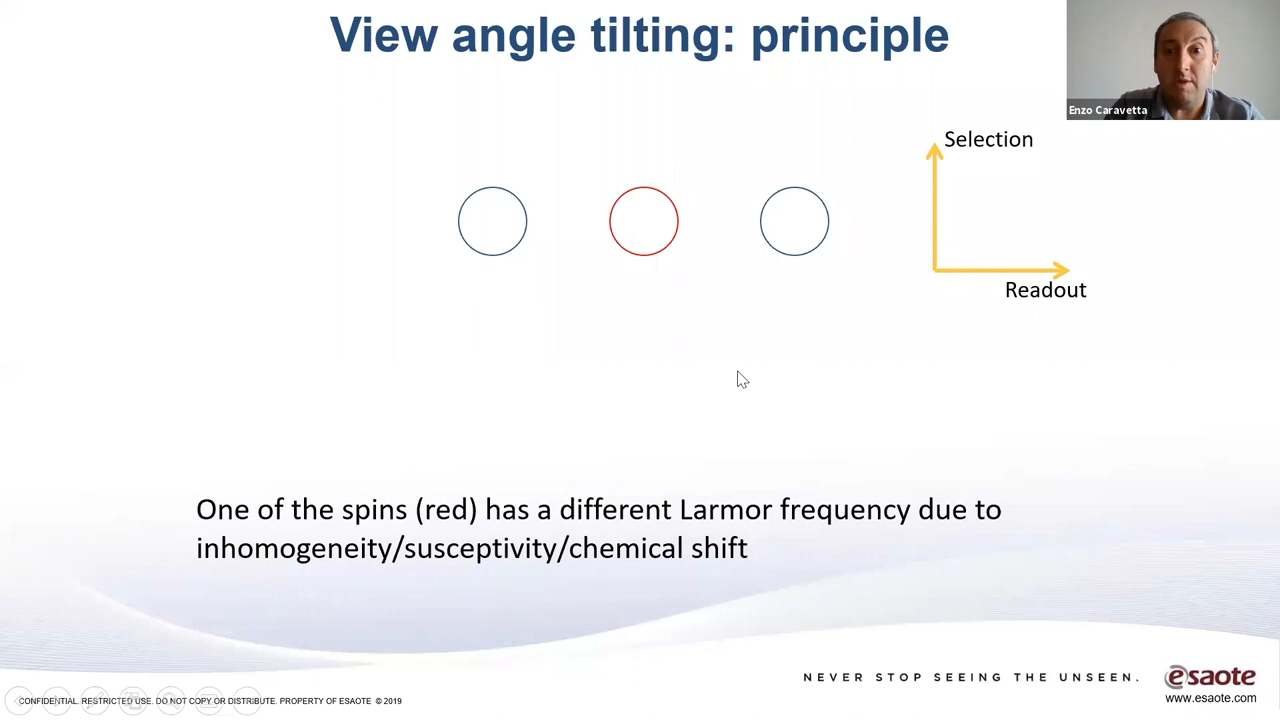 View angle tilting: principle
Enzo Caravetta
Selection
Readout
One of the spins (red) has a different Larmor frequency due to
inhomogeneity/susceptivity/chemical shift
NEVER STOP SEEING THE UNSEEN.
esaote
www.esaote.com
CONFIDENTIAL. RESTRICTED USE. DO NOT COPY OR DISTRIBUTE. PROPERTY OF ESAOTE © 2019